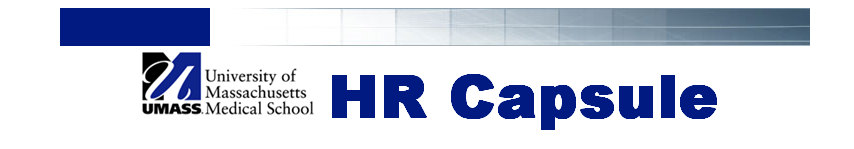 University of
Massachusetts
UMASS Medical School
HR Capsule